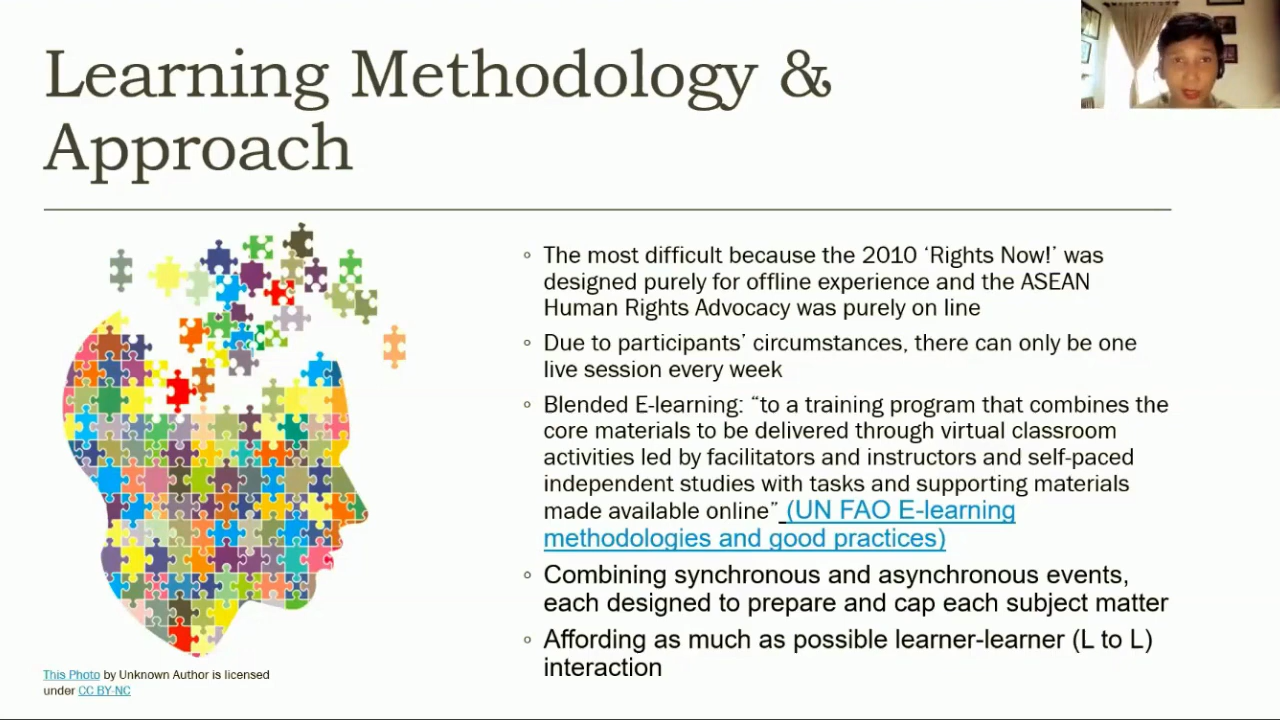 Learning Methodology &
Approach
◦ The most difficult because the 2010 ‘Rights Now!’ was
designed purely for offline experience and the ASEAN
Human Rights Advocacy was purely on line
◦ Due to participants’ circumstances, there can only be one
live session every week
◦ Blended E-learning: “to a training program that combines the
core materials to be delivered through virtual classroom
activities led by facilitators and instructors and self-paced
independent studies with tasks and supporting materials
made available online” (UN FAO E-learning
methodologies and good practices)
◦ Combining synchronous and asynchronous events,
each designed to prepare and cap each subject matter
◦ Affording as much as possible learner-learner (L to L)
interaction
This Photo by Unknown Author is licensed
under CC BY-NC